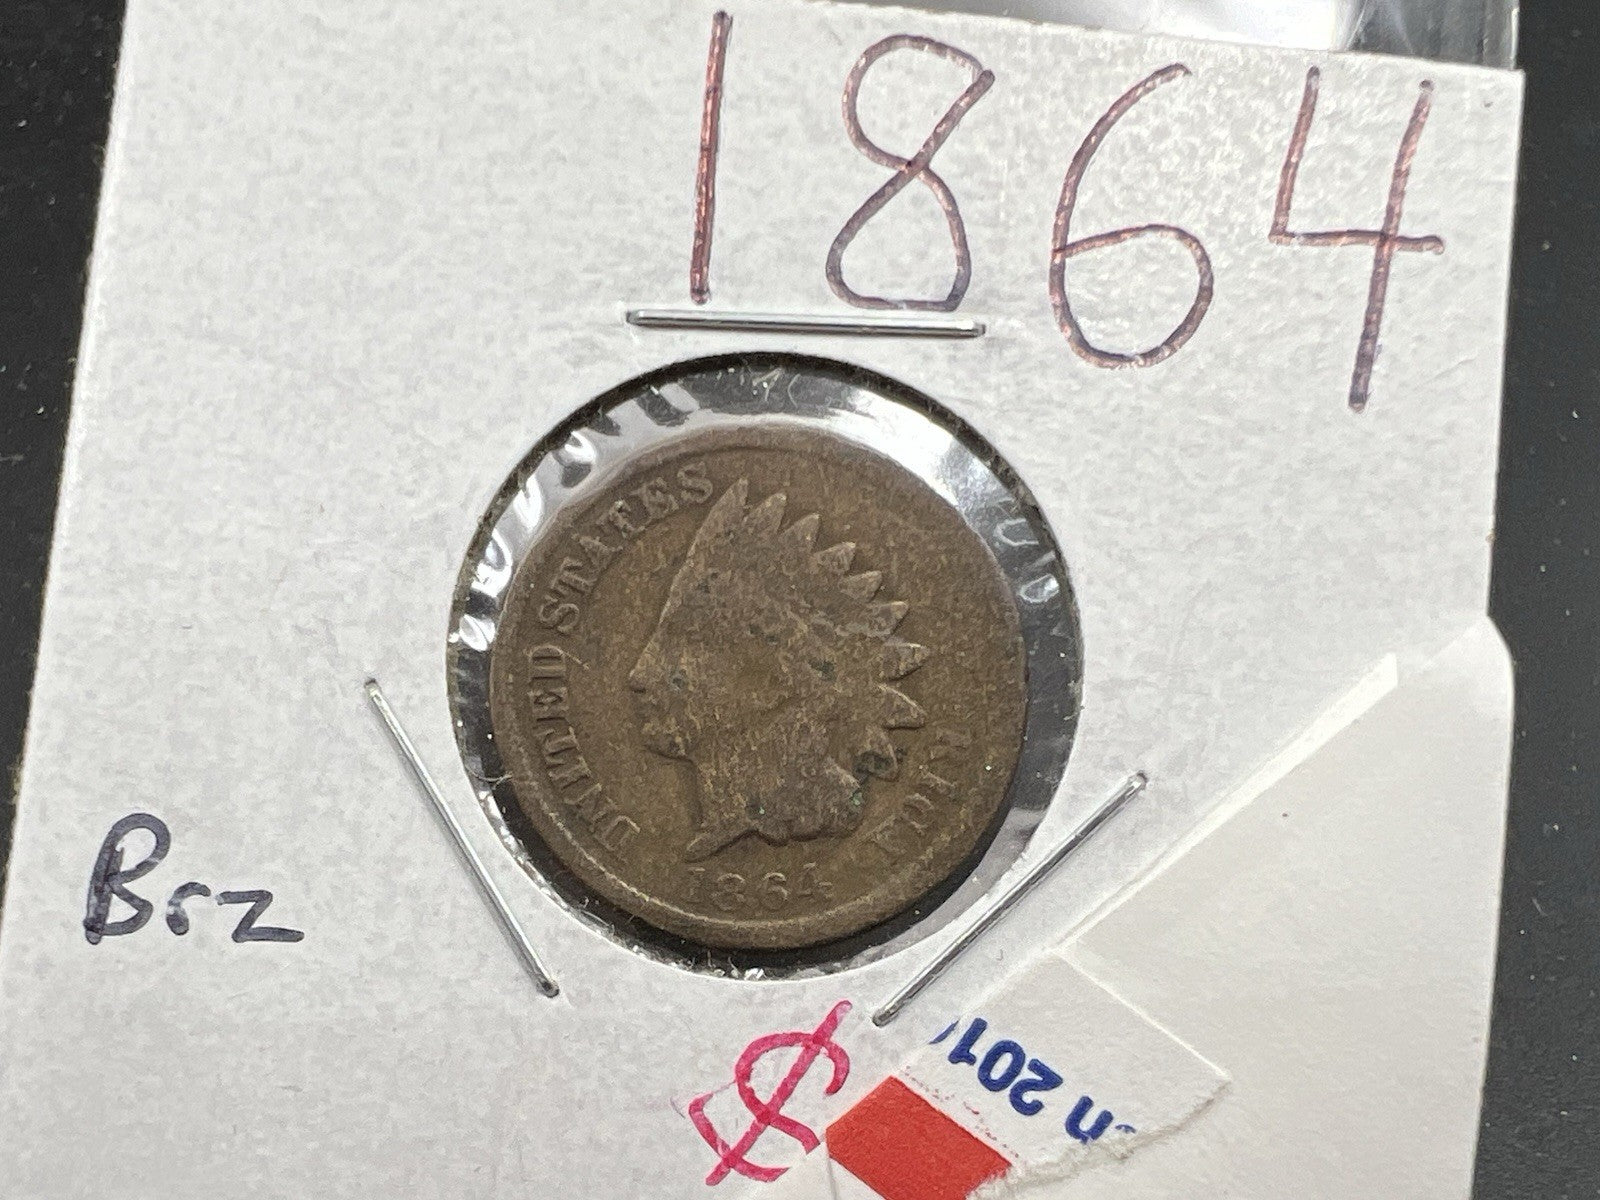 1864
UNITED STATES
1864
Brz
$
n 201